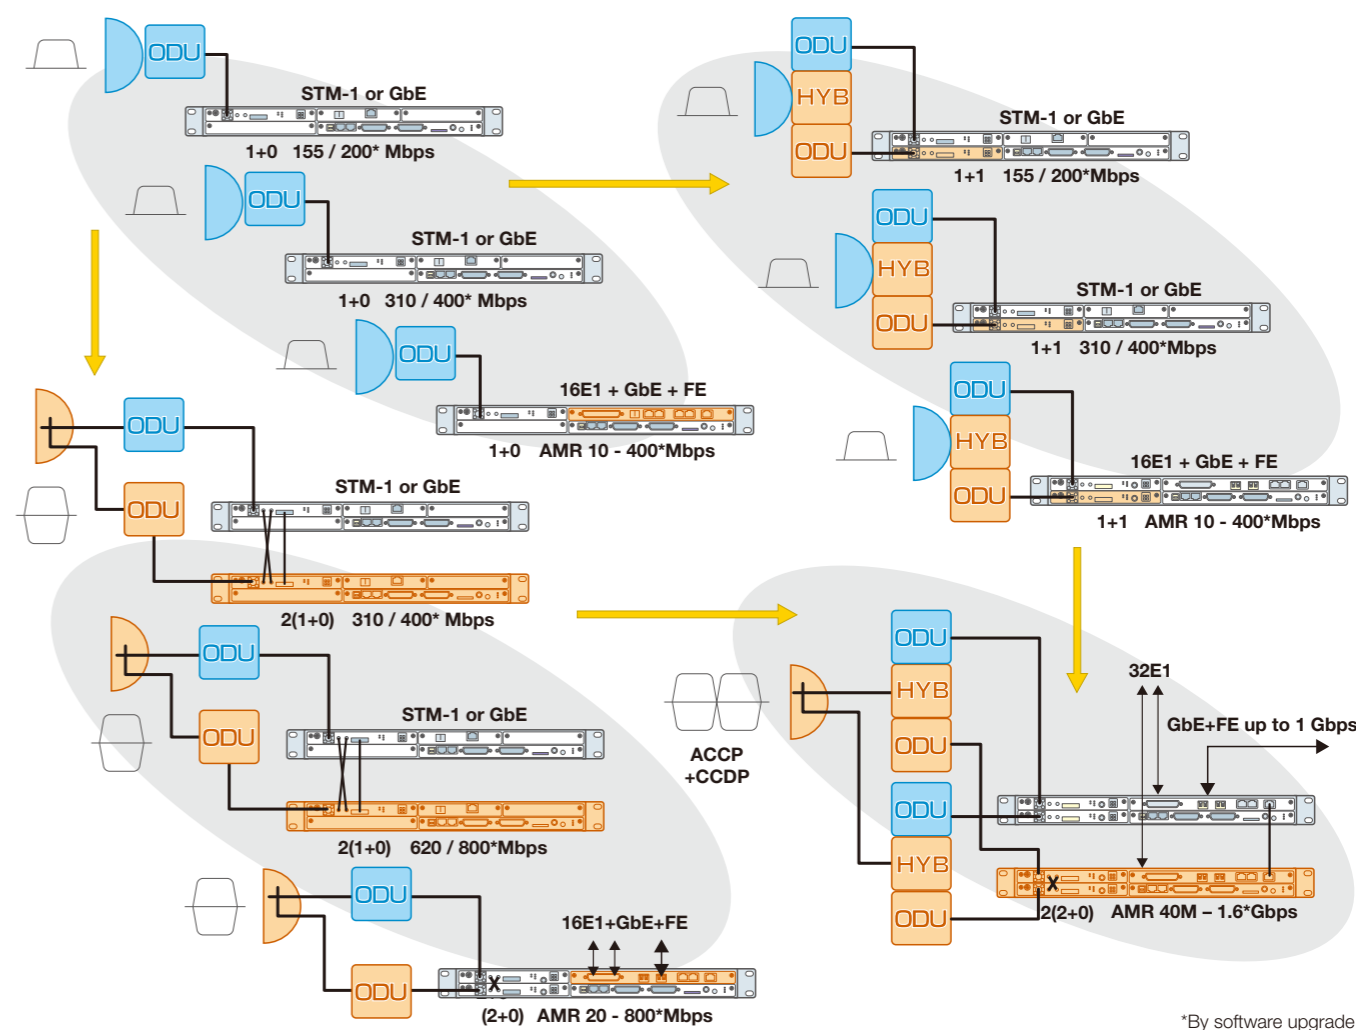 ODU
STM-1 or GbE
1+0 155 / 200* Mbps
ODU
STM-1 or GbE
1+0 310 / 400* Mbps
ODU
16E1 + GbE + FE
1+0 AMR 10 - 400*Mbps
ODU
HYB
ODU
STM-1 or GbE
1+1 155 / 200*Mbps
ODU
HYB
ODU
STM-1 or GbE
1+1 310 / 400*Mbps
ODU
HYB
ODU
16E1 + GbE + FE
1+1 AMR 10 - 400*Mbps
ODU
ODU
STM-1 or GbE
2(1+0) 310 / 400* Mbps
ODU
ODU
STM-1 or GbE
2(1+0) 620 / 800*Mbps
ODU
ODU
16E1+GbE+FE
X
(2+0) AMR 20 - 800*Mbps
ACCP
+CCDP
ODU
HYB
ODU
ODU
HYB
ODU
32E1
GbE+FE up to 1 Gbps
X
2(2+0) AMR 40M – 1.6*Gbps
*By software upgrade